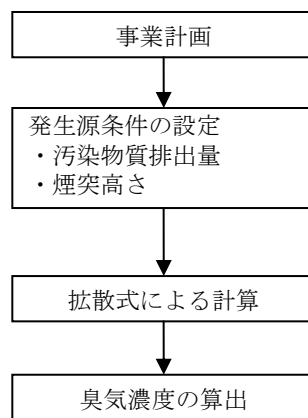 事業計画
発生源条件の設定
・汚染物質排出量
・煙突高さ
拡散式による計算
臭気濃度の算出